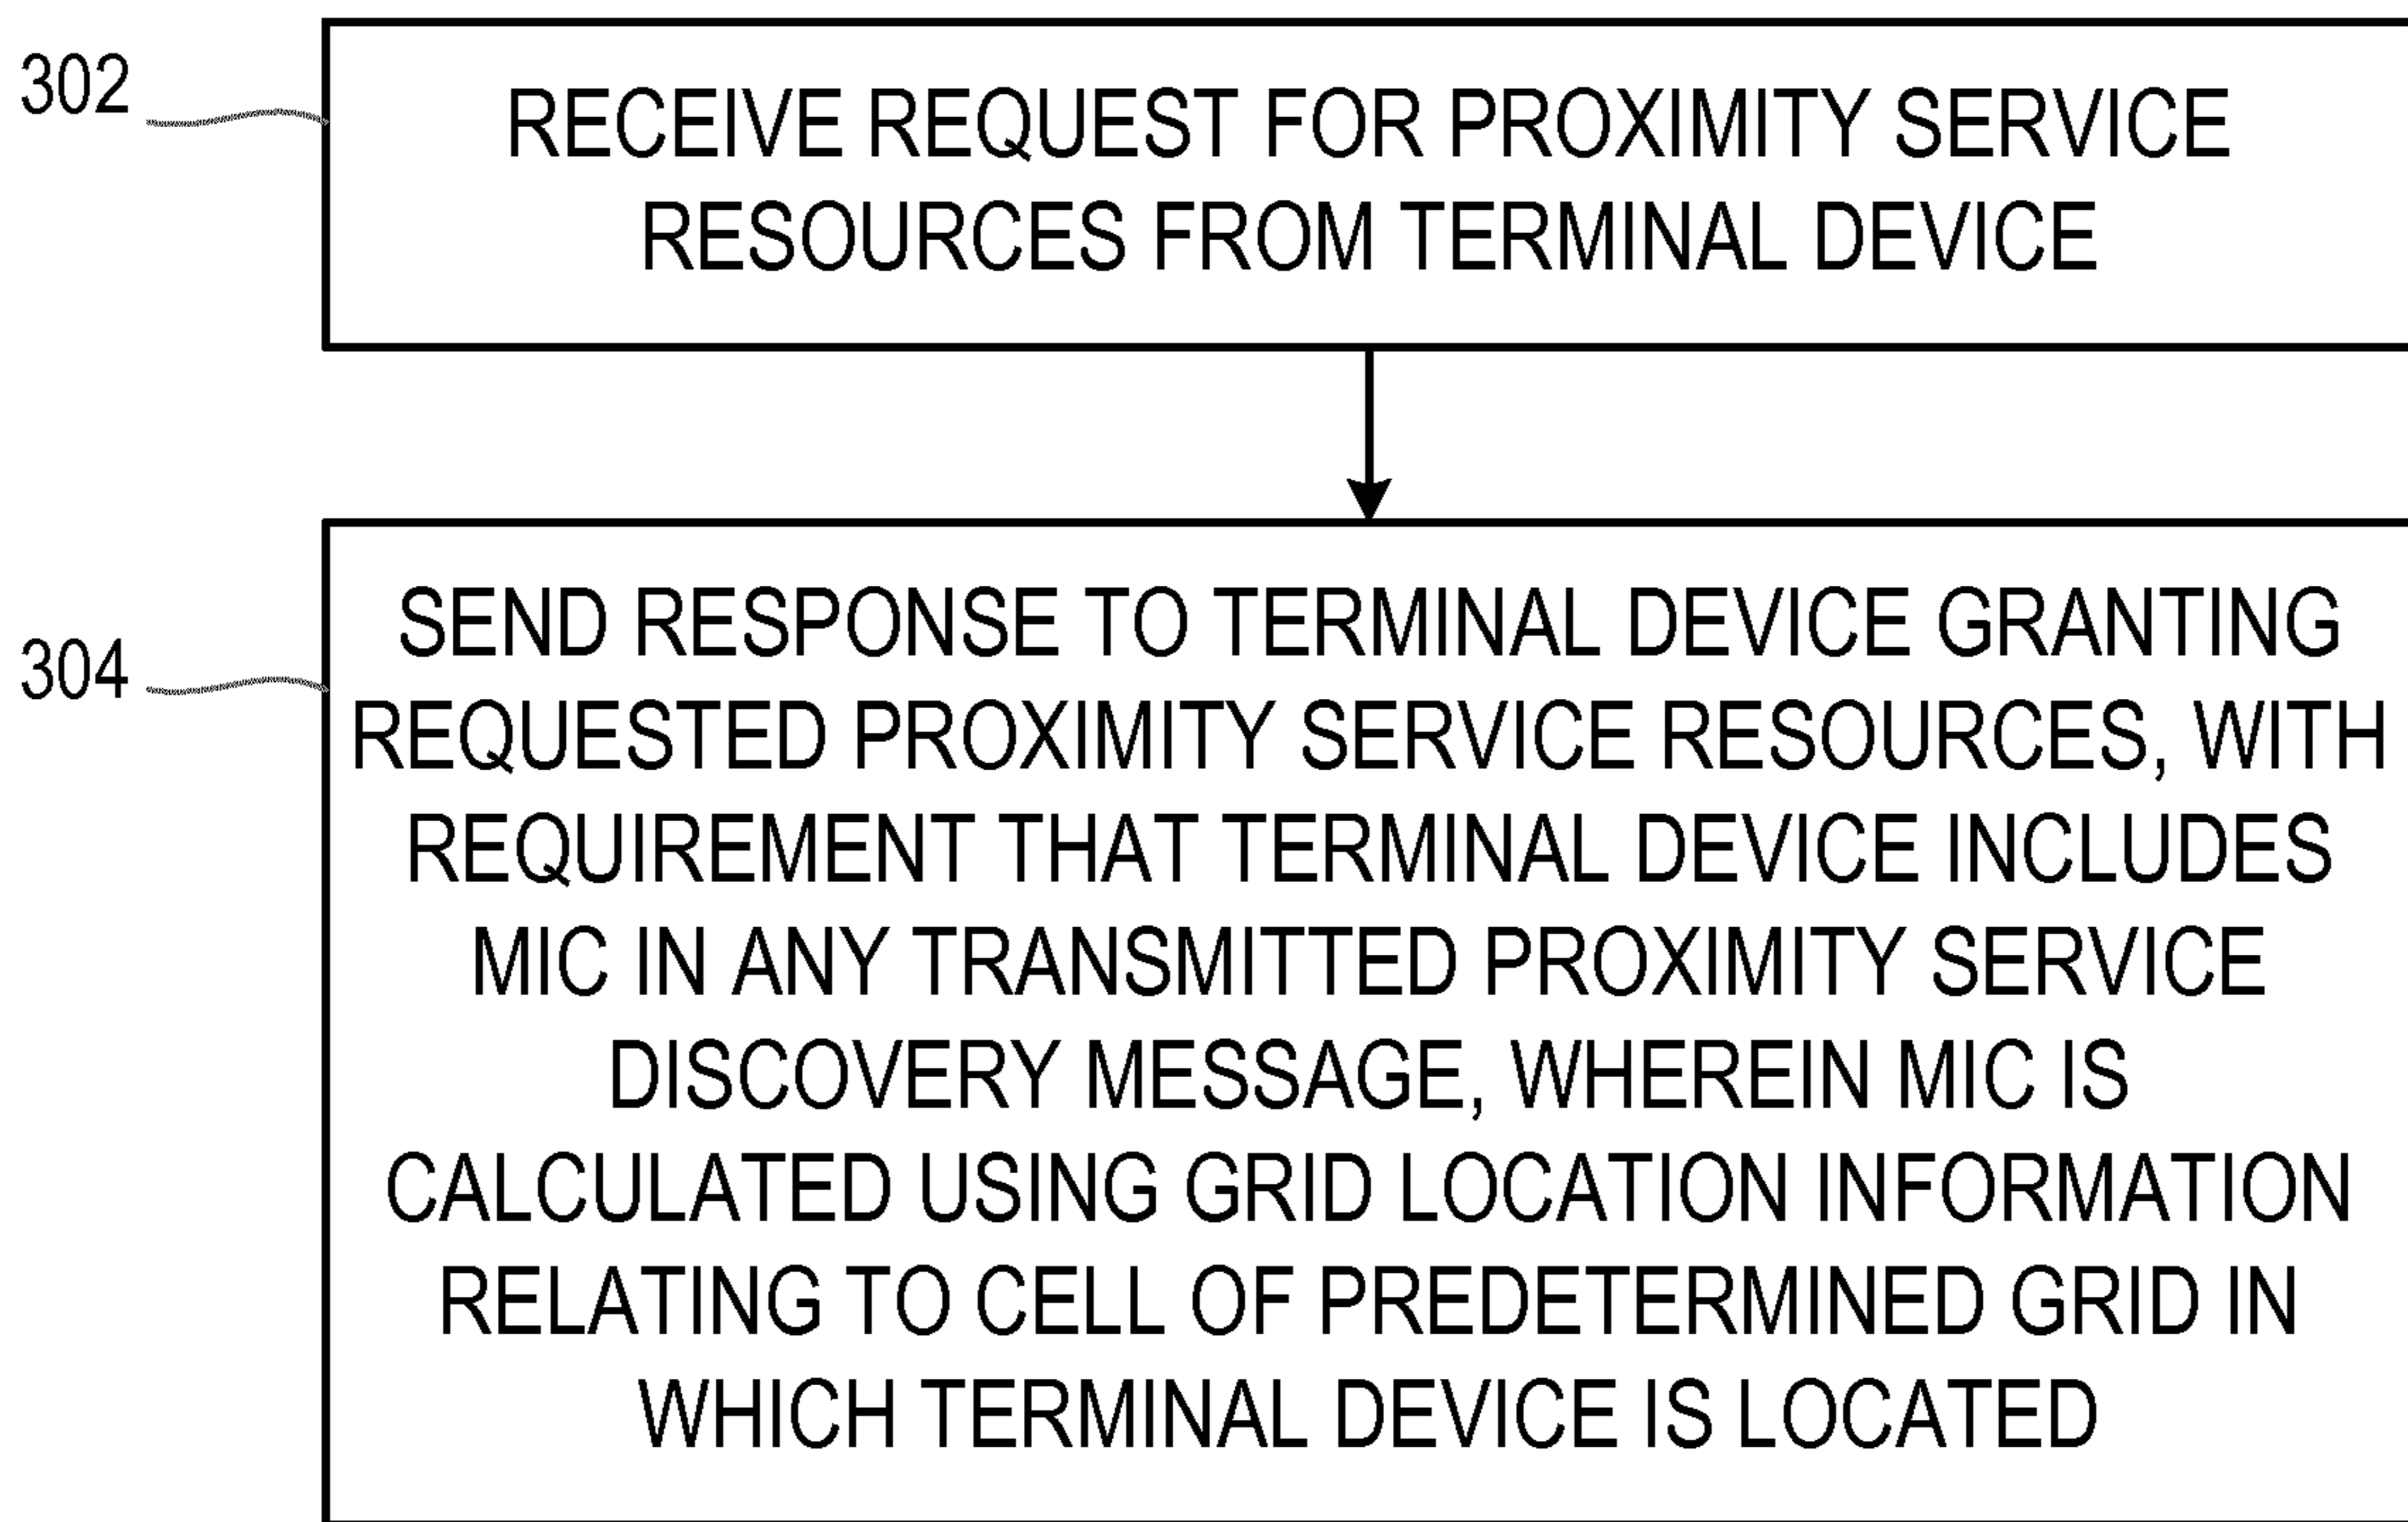 302
RECEIVE REQUEST FOR PROXIMITY SERVICE
RESOURCES FROM TERMINAL DEVICE
304
SEND RESPONSE TO TERMINAL DEVICE GRANTING
REQUESTED PROXIMITY SERVICE RESOURCES, WITH
REQUIREMENT THAT TERMINAL DEVICE INCLUDES
MIC IN ANY TRANSMITTED PROXIMITY SERVICE
DISCOVERY MESSAGE, WHEREIN MIC IS
CALCULATED USING GRID LOCATION INFORMATION
RELATING TO CELL OF PREDETERMINED GRID IN
WHICH TERMINAL DEVICE IS LOCATED